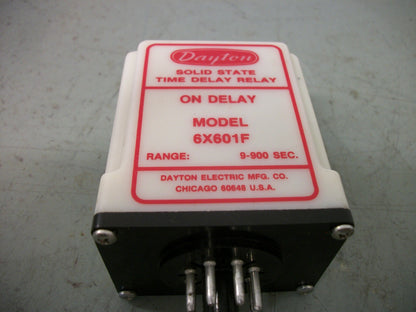 Dayton
SOLID STATE
TIME DELAY RELAY
ON DELAY
MODEL
6X601F
RANGE: 9-900 SEC.
DAYTON ELECTRIC MFG. CO.
CHICAGO 60648 U.S.A.